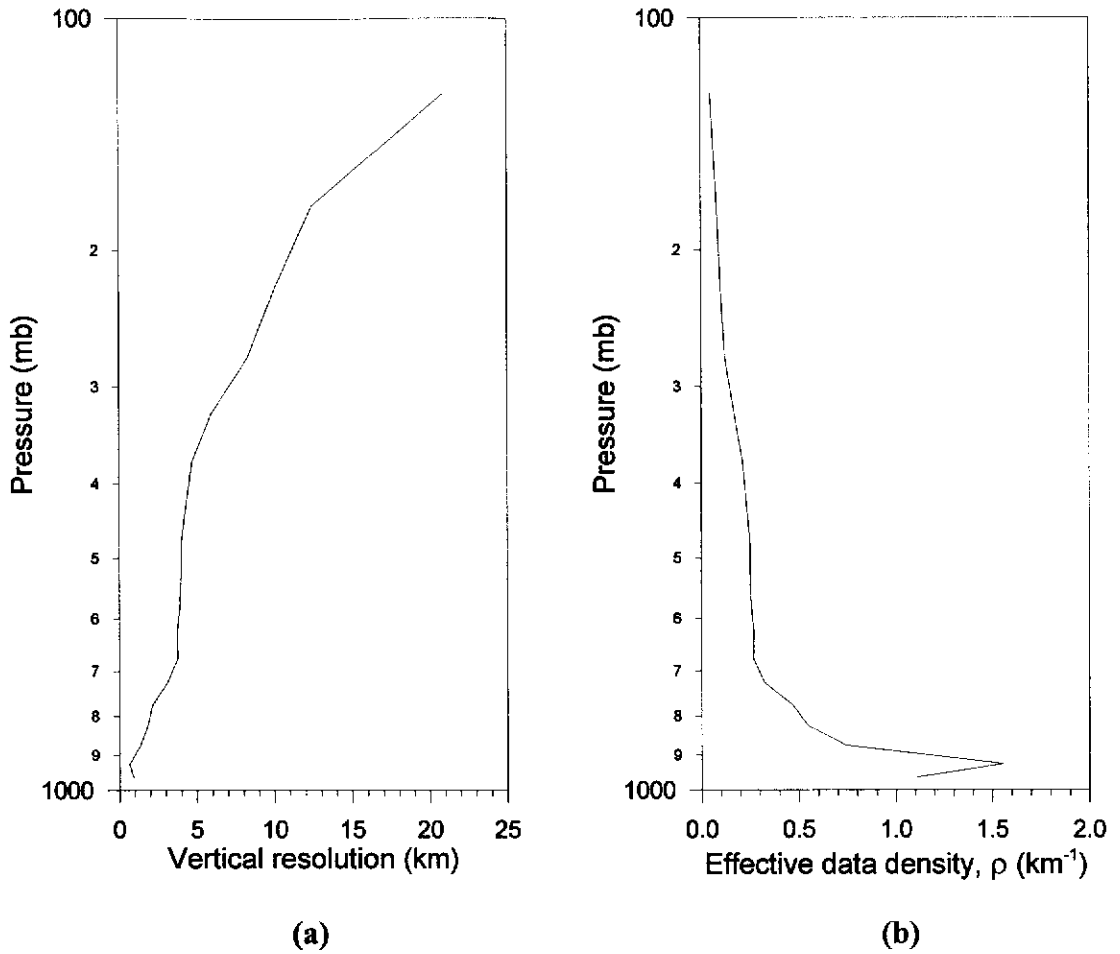 100
2
3
4
5
6
7
8
9
1000
Pressure (mb)
0 5 10 15 20 25
Vertical resolution (km)
(a)
100
2
3
4
5
6
7
8
9
1000
Pressure (mb)
0.0 0.5 1.0 1.5 2.0
Effective data density, ρ (km⁻¹)
(b)